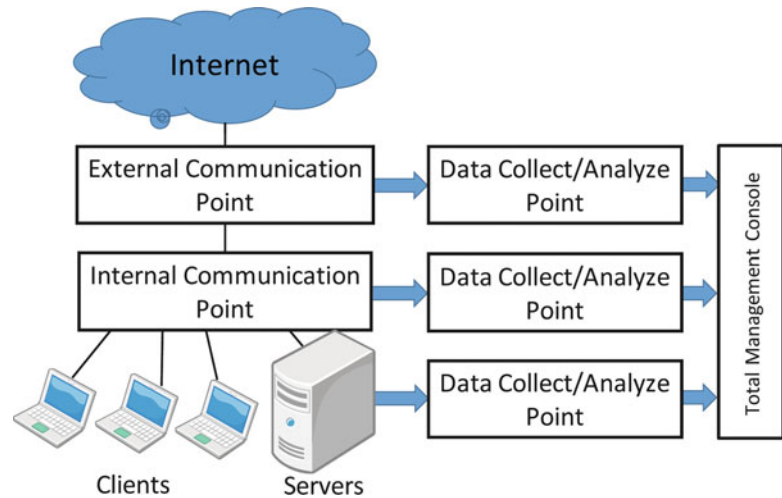 Internet
External Communication
Point
Data Collect/Analyze
Point
Internal Communication
Point
Data Collect/Analyze
Point
Data Collect/Analyze
Point
Total Management Console
Clients
Servers